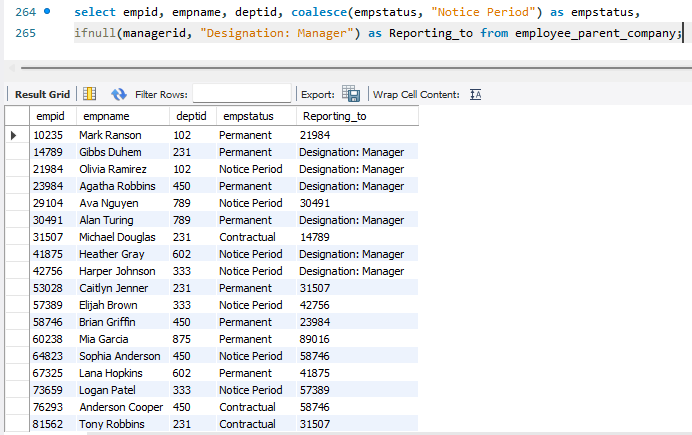 264 select empid, empname, deptid, coalesce(empstatus, "Notice Period") as empstatus,
265 ifnull(managerid, "Designation: Manager") as Reporting_to from employee_parent_company;
Result Grid Filter Rows: Export: Wrap Cell Content:
empid empname deptid empstatus Reporting_to
10235 Mark Ranson 102 Permanent 21984
14789 Gibbs Duhem 231 Permanent Designation: Manager
21984 Olivia Ramirez 102 Notice Period Designation: Manager
23984 Agatha Robbins 450 Permanent Designation: Manager
29104 Ava Nguyen 789 Notice Period 30491
30491 Alan Turing 789 Permanent Designation: Manager
31507 Michael Douglas 231 Contractual 14789
41875 Heather Gray 602 Notice Period Designation: Manager
42756 Harper Johnson 333 Notice Period Designation: Manager
53028 Caitlyn Jenner 231 Permanent 31507
57389 Elijah Brown 333 Notice Period 42756
58746 Brian Griffin 450 Permanent 23984
60238 Mia Garcia 875 Permanent 89016
64823 Sophia Anderson 450 Notice Period 58746
67325 Lana Hopkins 602 Permanent 41875
73659 Logan Patel 333 Notice Period 57389
76293 Anderson Cooper 450 Contractual 58746
81562 Tony Robbins 231 Contractual 31507